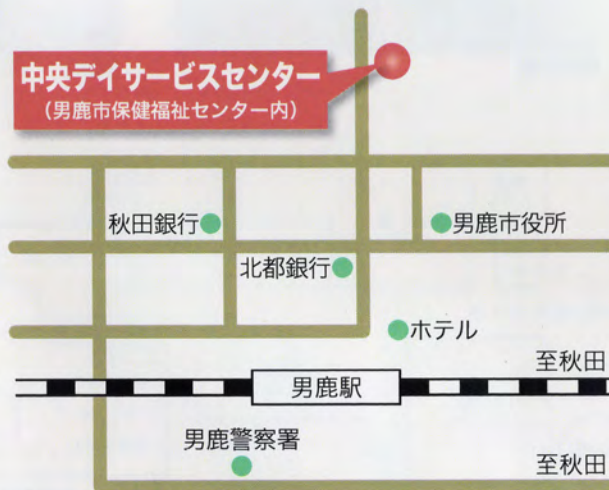 中央デイサービスセンター
(男鹿市保健福祉センター内)
秋田銀行
男鹿市役所
北都銀行
ホテル
至秋田
男鹿駅
男鹿警察署
至秋田